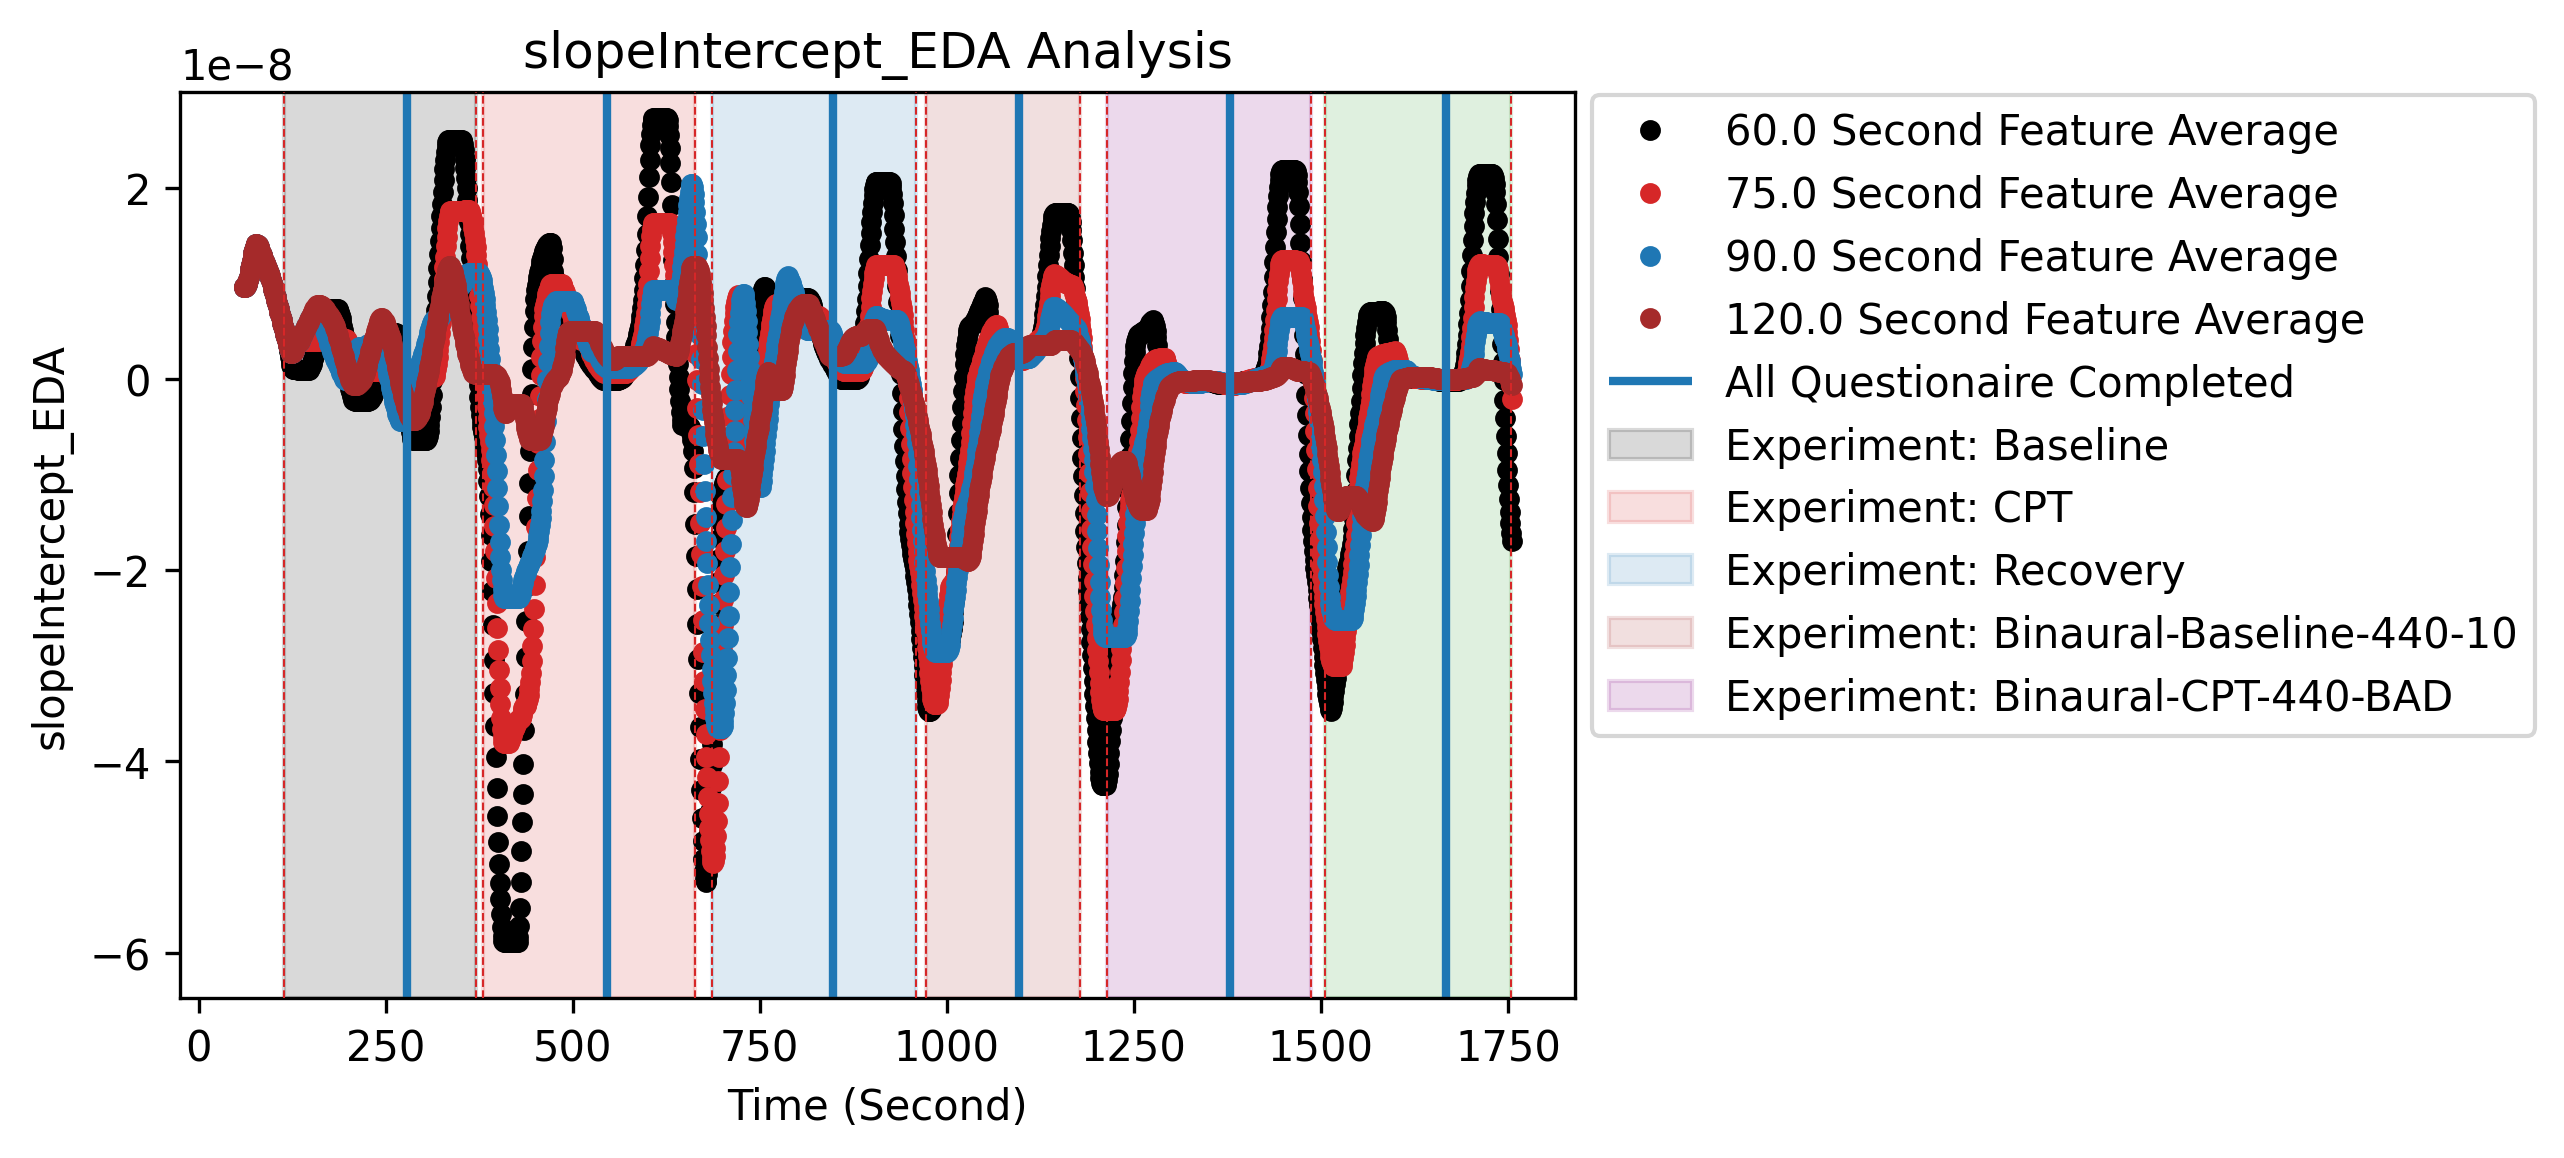 slopeIntercept_EDA Analysis
1e−8
2
0
−2
−4
−6
slopeIntercept_EDA
0
250
500
750
1000
1250
1500
1750
Time (Second)
60.0 Second Feature Average
75.0 Second Feature Average
90.0 Second Feature Average
120.0 Second Feature Average
All Questionaire Completed
Experiment: Baseline
Experiment: CPT
Experiment: Recovery
Experiment: Binaural-Baseline-440-10
Experiment: Binaural-CPT-440-BAD